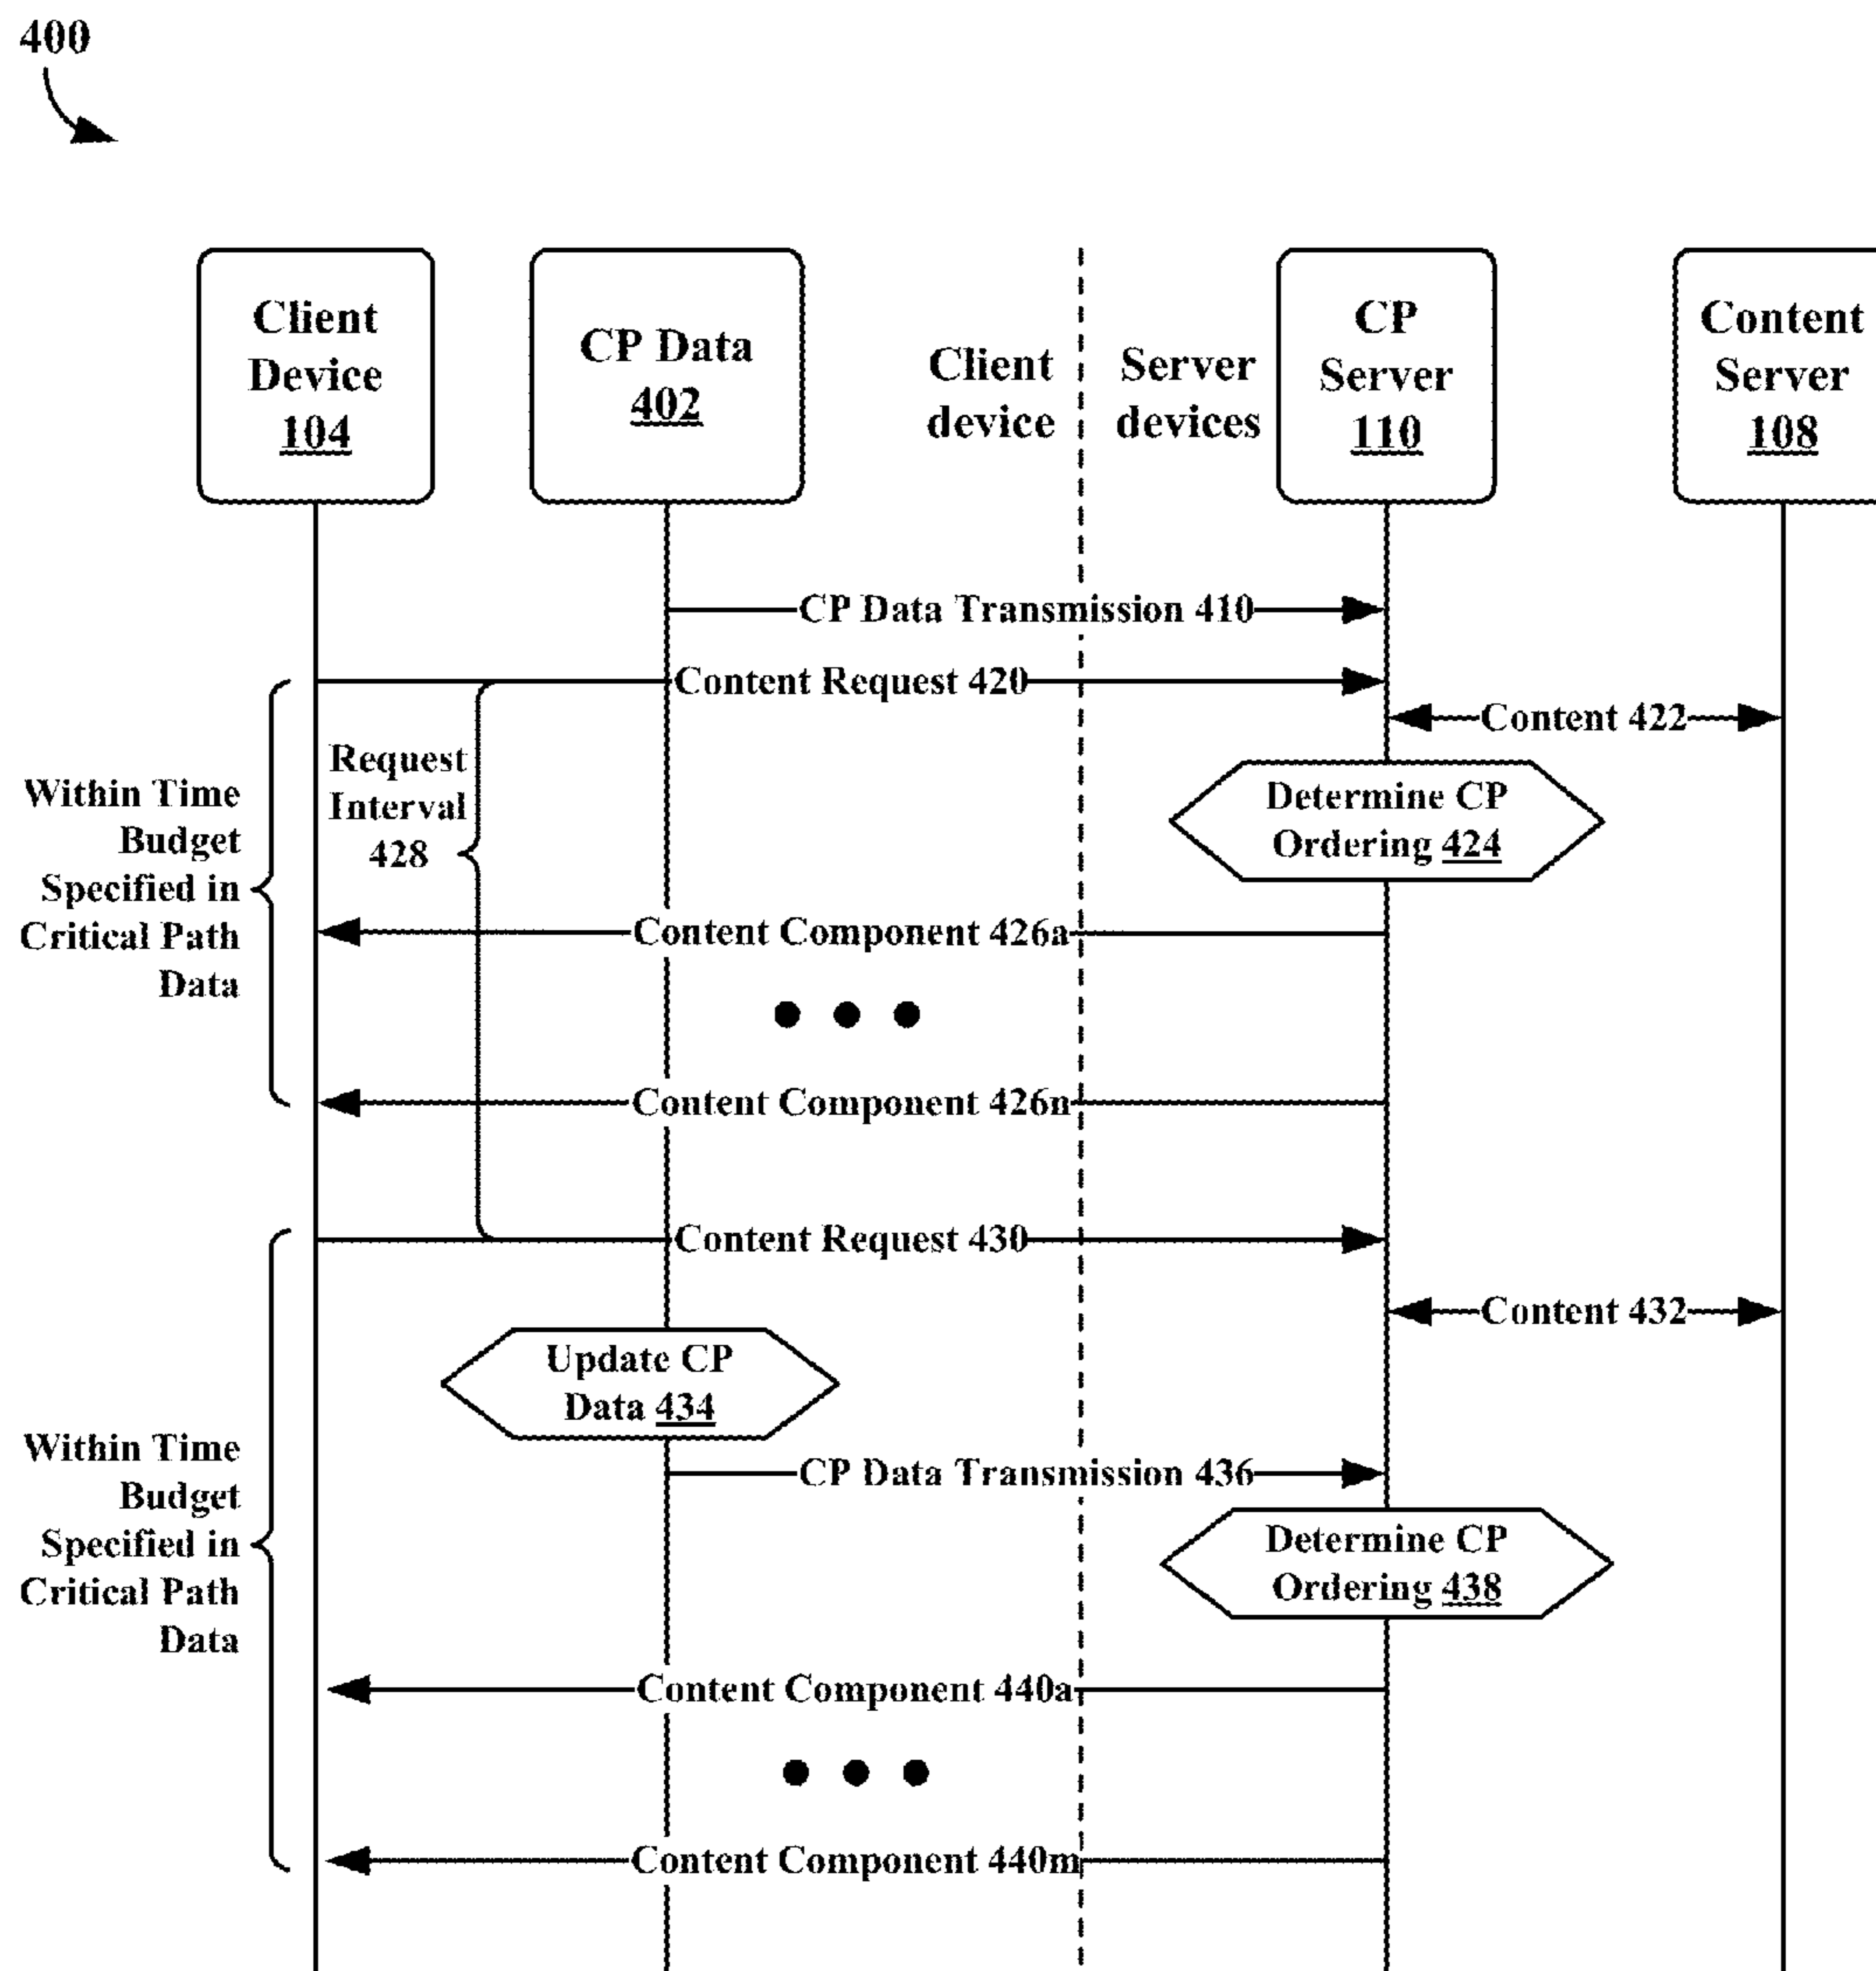 400
Client
Device
104
CP Data
402
Client
device
Server
devices
CP
Server
110
Content
Server
108
CP Data Transmission 410
Content Request 420
Content 422
Request
Interval
428
Within Time
Budget
Specified in
Critical Path
Data
Determine CP
Ordering 424
Content Component 426a
Content Component 426n
Content Request 430
Content 432
Update CP
Data 434
Within Time
Budget
Specified in
Critical Path
Data
CP Data Transmission 436
Determine CP
Ordering 438
Content Component 440a
Content Component 440m